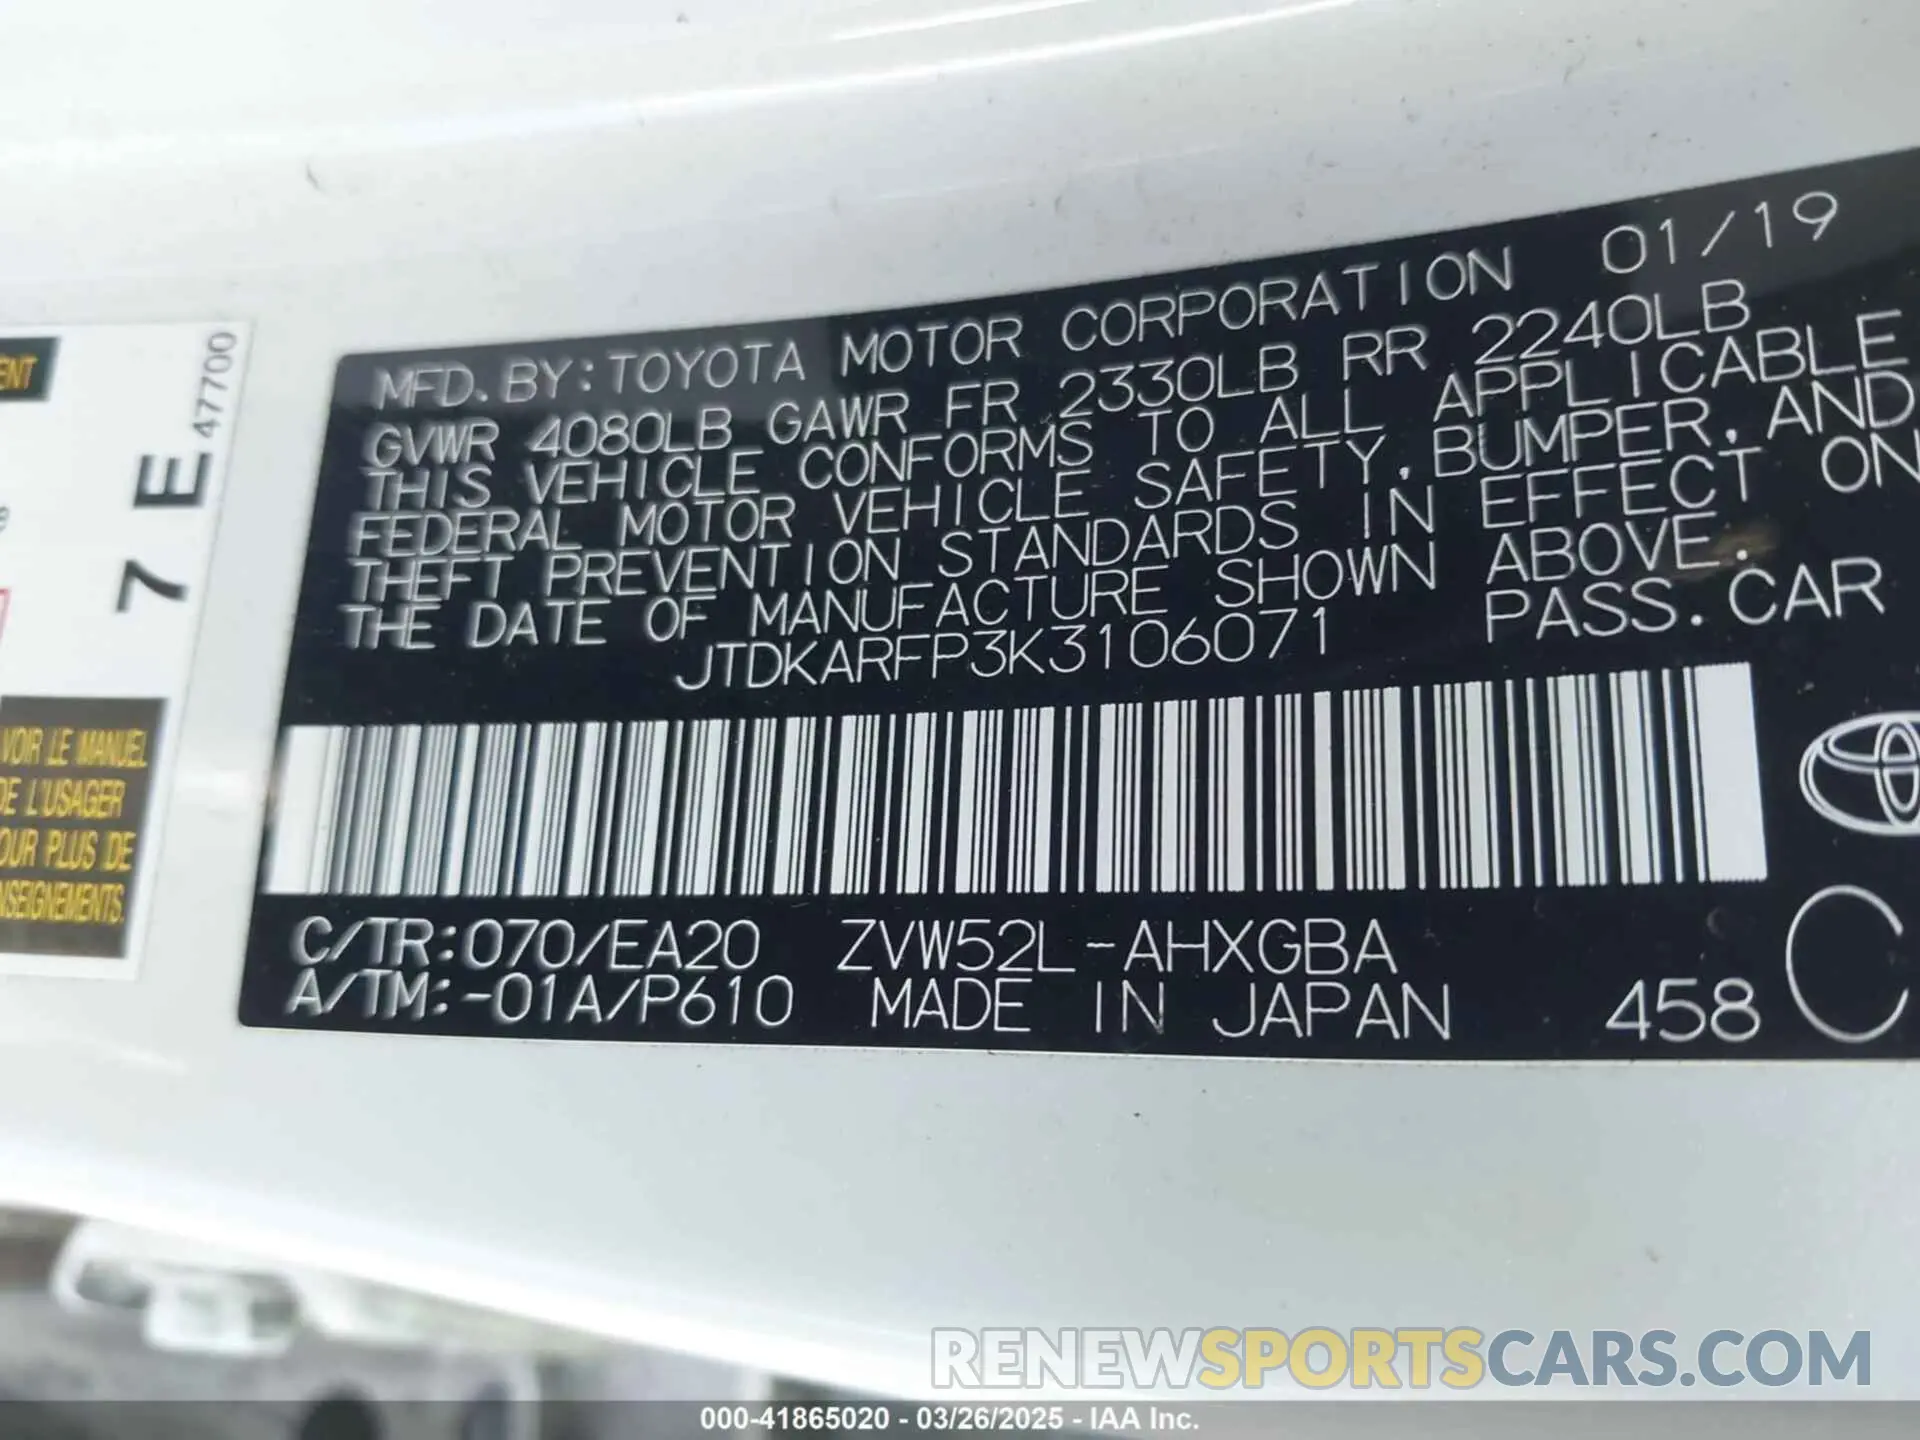 ENT
7 E 47700
VOIR LE MANUEL
DE L'USAGER
OUR PLUS DE
NSEIGNEMENTS.
MFD. BY: TOYOTA MOTOR CORPORATION 01/19
GVWR 4080LB GAWR FR 2330LB RR 2240LB
THIS VEHICLE CONFORMS TO ALL APPLICABLE
FEDERAL MOTOR VEHICLE SAFETY, BUMPER, AND
THEFT PREVENTION STANDARDS IN EFFECT ON
THE DATE OF MANUFACTURE SHOWN ABOVE.
JTDKARFP3K3106071 PASS. CAR
C/TR:070/EA20 ZVW52L-AHXGBA
A/TM:-01A/P610 MADE IN JAPAN 458 C
RENEWSPORTSCARS.COM
000-41865020 - 03/26/2025 - IAA Inc.